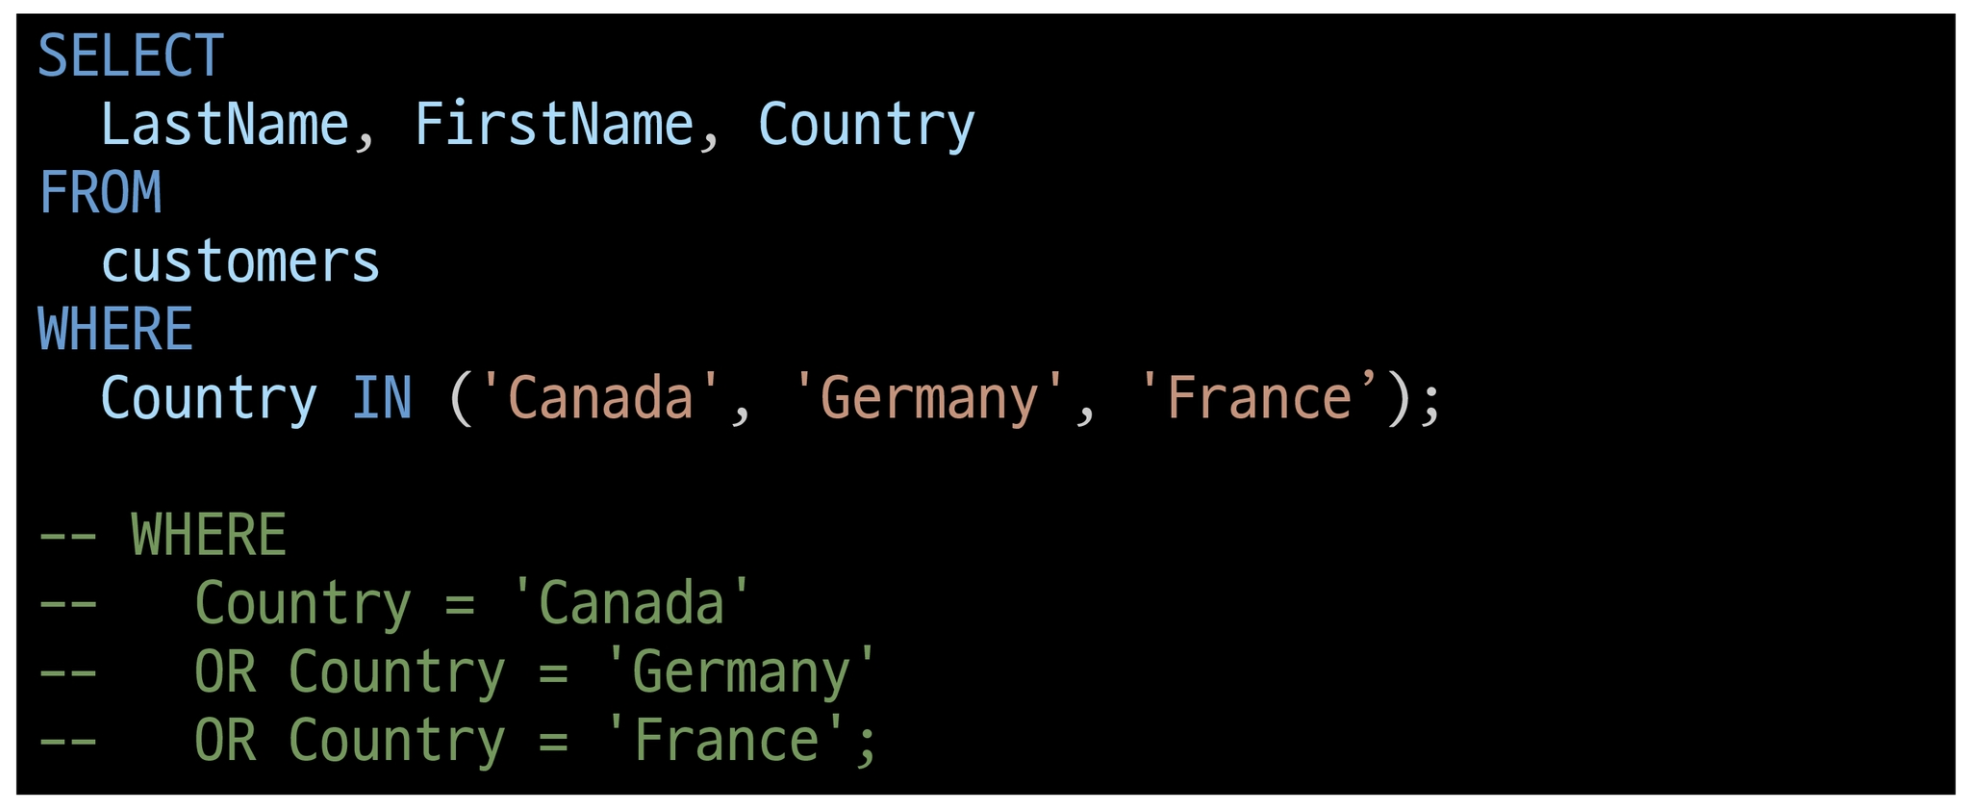 SELECT
  LastName, FirstName, Country
FROM
  customers
WHERE
  Country IN ('Canada', 'Germany', 'France’);

-- WHERE
--   Country = 'Canada'
--   OR Country = 'Germany'
--   OR Country = 'France';